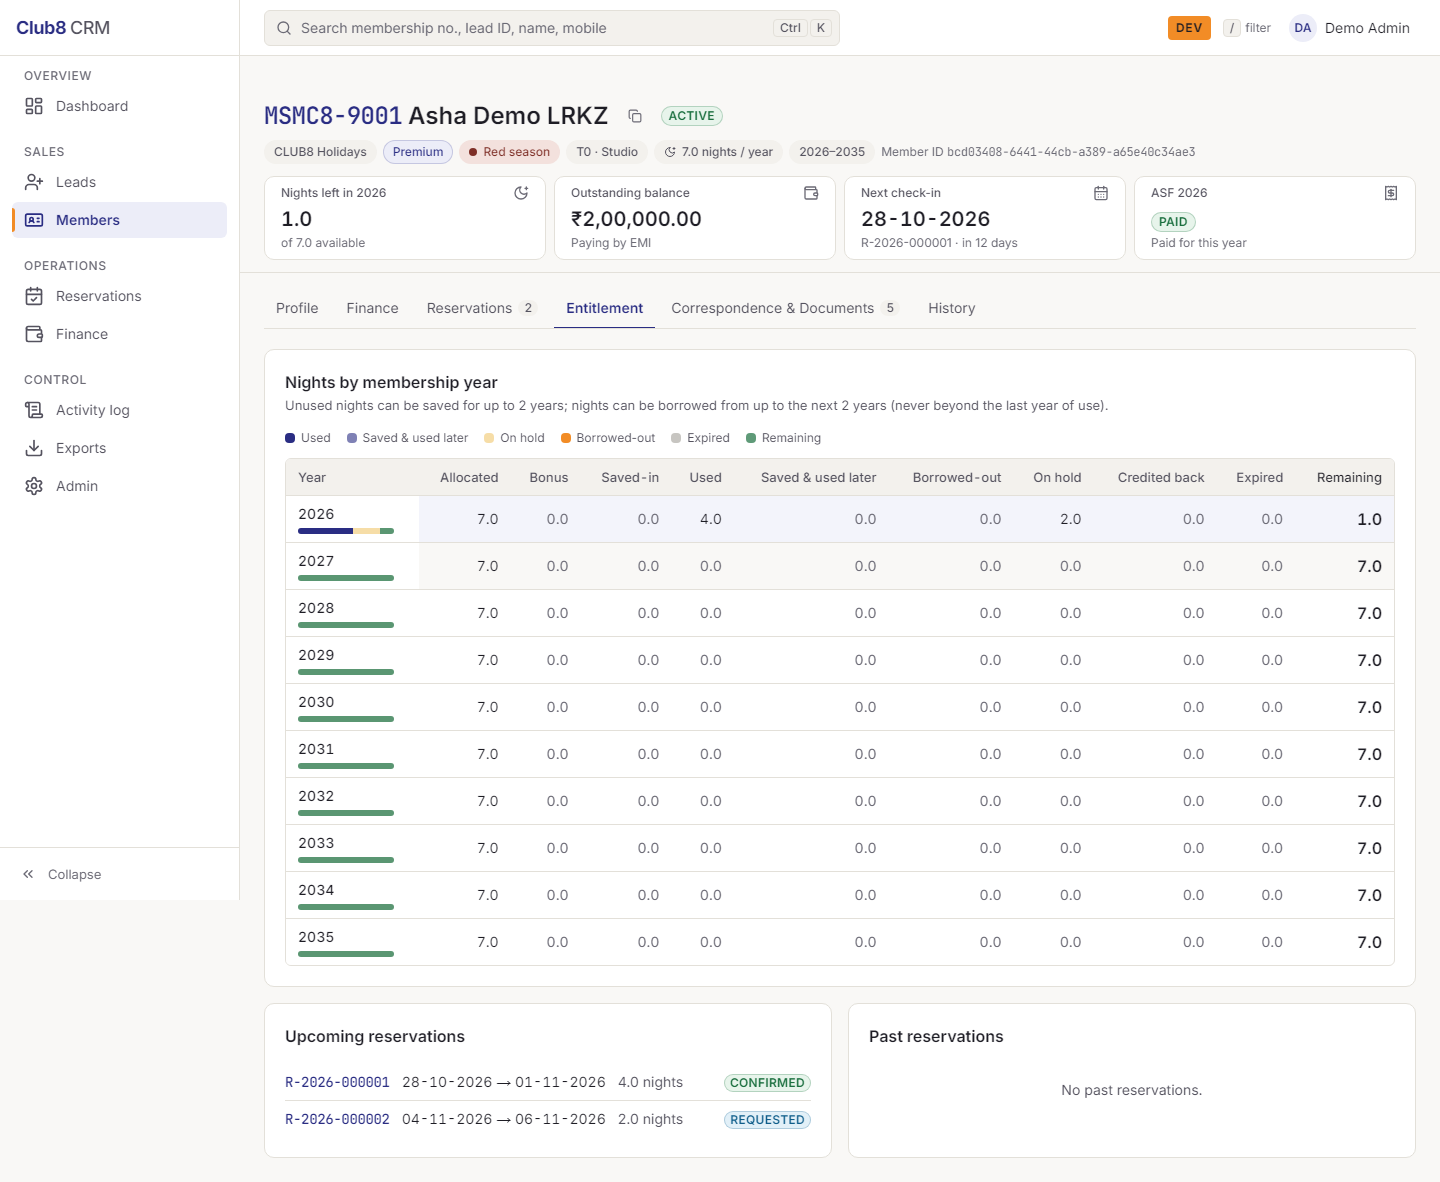 Club8 CRM
Search membership no., lead ID, name, mobile Ctrl K
DEV / filter DA Demo Admin
OVERVIEW
Dashboard
SALES
Leads
Members
OPERATIONS
Reservations
Finance
CONTROL
Activity log
Exports
Admin
Collapse
MSMC8-9001 Asha Demo LRKZ ACTIVE
CLUB8 Holidays Premium Red season T0 · Studio 7.0 nights / year 2026–2035 Member ID bcd03408-6441-44cb-a389-a65e40c34ae3
Nights left in 2026
1.0
of 7.0 available
Outstanding balance
₹2,00,000.00
Paying by EMI
Next check-in
28-10-2026
R-2026-000001 · in 12 days
ASF 2026
PAID
Paid for this year
Profile Finance Reservations 2 Entitlement Correspondence & Documents 5 History
Nights by membership year
Unused nights can be saved for up to 2 years; nights can be borrowed from up to the next 2 years (never beyond the last year of use).
Used Saved & used later On hold Borrowed-out Expired Remaining
Year Allocated Bonus Saved-in Used Saved & used later Borrowed-out On hold Credited back Expired Remaining
2026 7.0 0.0 0.0 4.0 0.0 0.0 2.0 0.0 0.0 1.0
2027 7.0 0.0 0.0 0.0 0.0 0.0 0.0 0.0 0.0 7.0
2028 7.0 0.0 0.0 0.0 0.0 0.0 0.0 0.0 0.0 7.0
2029 7.0 0.0 0.0 0.0 0.0 0.0 0.0 0.0 0.0 7.0
2030 7.0 0.0 0.0 0.0 0.0 0.0 0.0 0.0 0.0 7.0
2031 7.0 0.0 0.0 0.0 0.0 0.0 0.0 0.0 0.0 7.0
2032 7.0 0.0 0.0 0.0 0.0 0.0 0.0 0.0 0.0 7.0
2033 7.0 0.0 0.0 0.0 0.0 0.0 0.0 0.0 0.0 7.0
2034 7.0 0.0 0.0 0.0 0.0 0.0 0.0 0.0 0.0 7.0
2035 7.0 0.0 0.0 0.0 0.0 0.0 0.0 0.0 0.0 7.0
Upcoming reservations
R-2026-000001 28-10-2026 → 01-11-2026 4.0 nights CONFIRMED
R-2026-000002 04-11-2026 → 06-11-2026 2.0 nights REQUESTED
Past reservations
No past reservations.